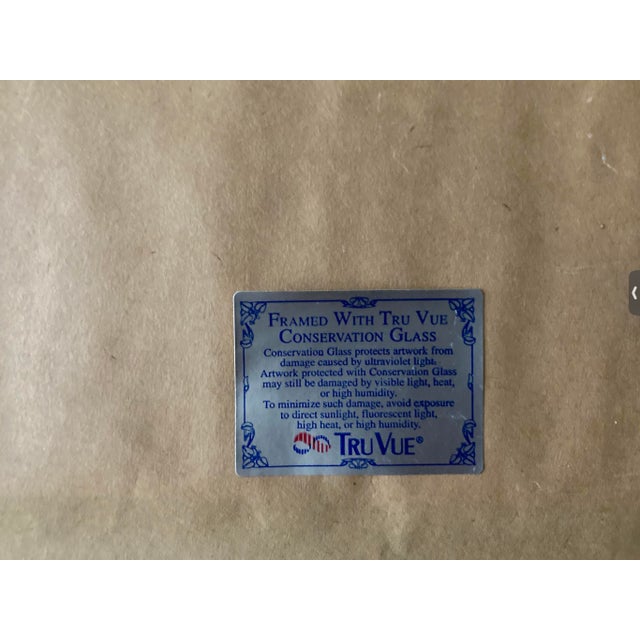 FRAMED WITH TRU VUE
CONSERVATION GLASS
Conservation Glass protects artwork from
damage caused by ultraviolet light.
Artwork protected with Conservation Glass
may still be damaged by visible light, heat,
or high humidity.
To minimize such damage, avoid exposure
to direct sunlight, fluorescent light,
high heat, or high humidity.
TRU VUE®